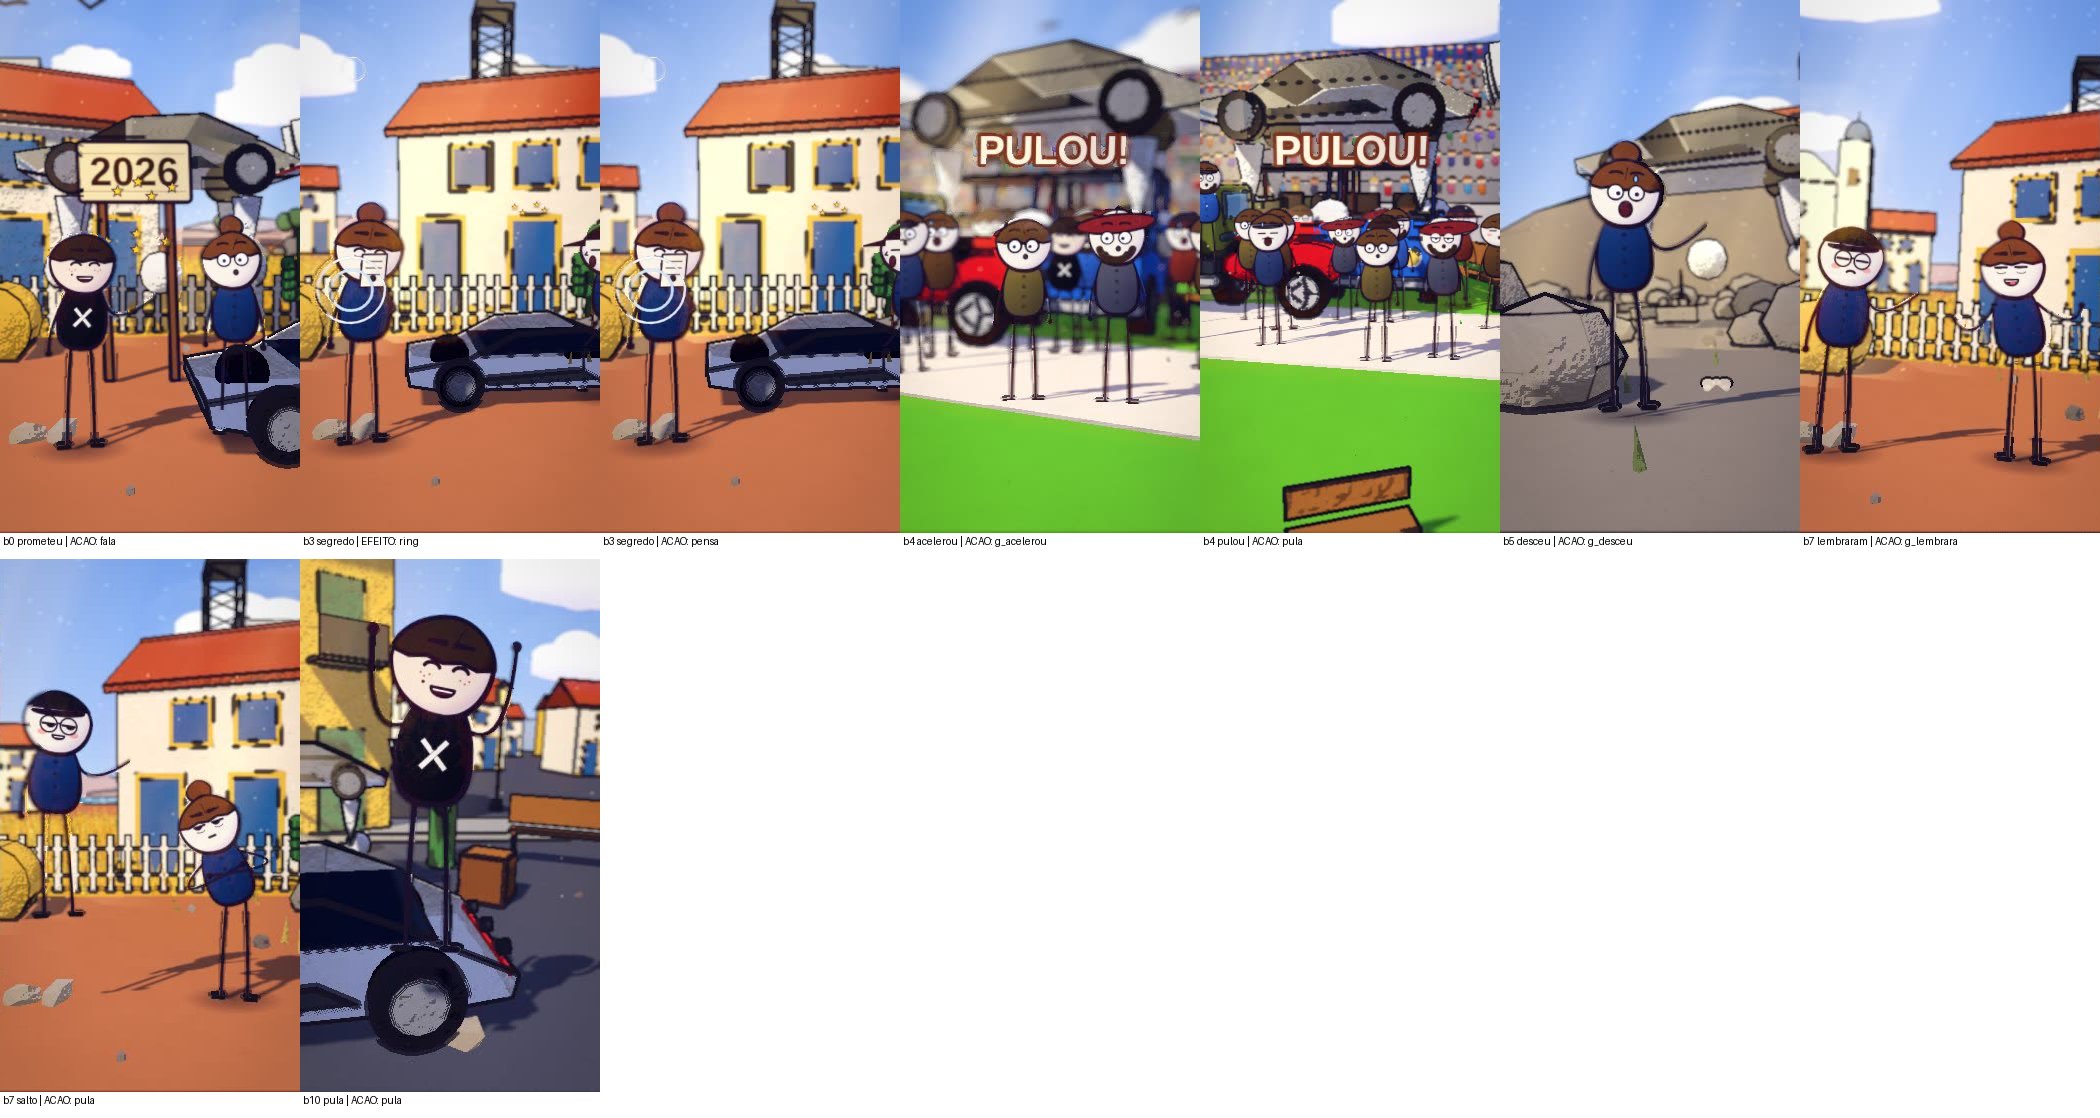 2026
X
PULOU!
X
PULOU!
b0 prometeu | ACAO: fala
b3 segredo | EFEITO: ring
b3 segredo | ACAO: pensa
b4 acelerou | ACAO: g_acelerou
b4 pulou | ACAO: pula
b5 desceu | ACAO: g_desceu
b7 lembraram | ACAO: g_lembrara
X
b7 salto | ACAO: pula
b10 pula | ACAO: pula